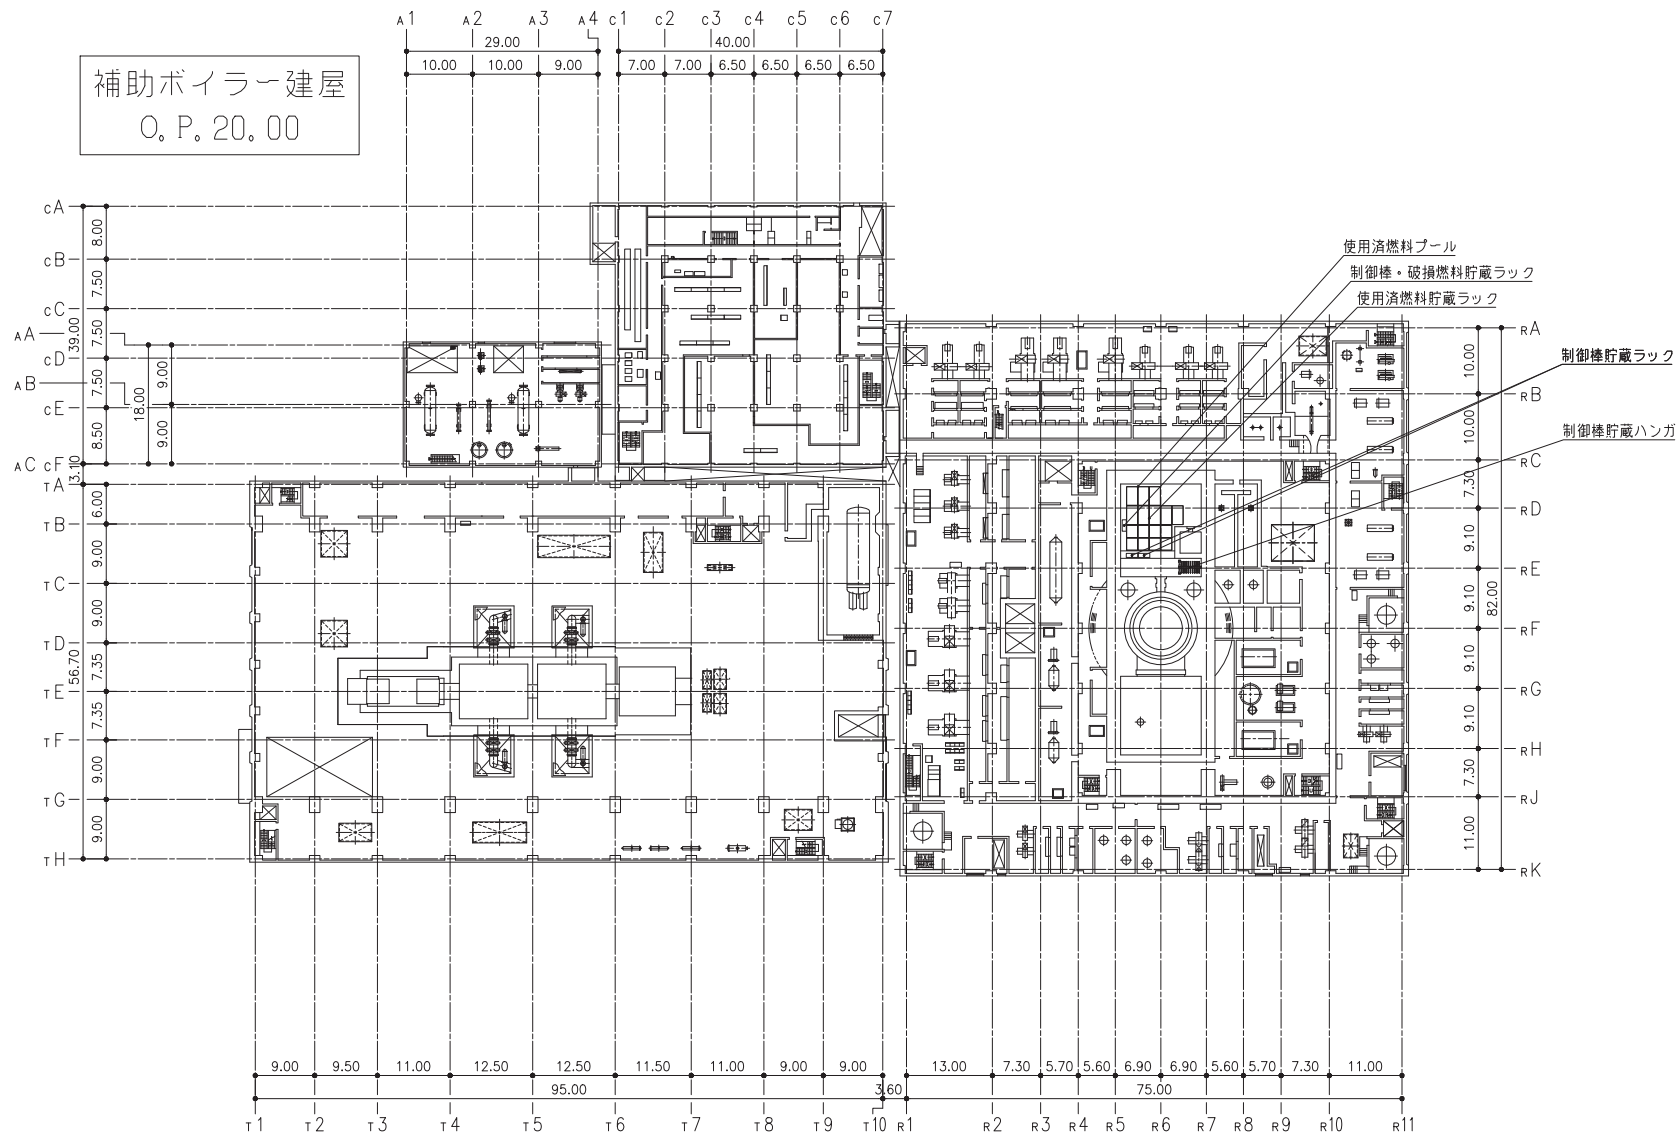 A1 A2 A3 A4 C1 C2 C3 C4 C5 C6 C7
29.00 40.00
10.00 10.00 9.00 7.00 7.00 6.50 6.50 6.50 6.50
補助ボイラー建屋
O.P.20.00
CA
8.00
CB
7.50
CC
AA
39.00
7.50
CD
AB
7.50
CE
8.50
AC CF
18.00
9.00
9.00
3.10
TA
6.00
TB
9.00
TC
9.00
TD
7.35
56.70
TE
7.35
TF
9.00
TG
9.00
TH
使用済燃料プール
制御棒・破損燃料貯蔵ラック
使用済燃料貯蔵ラック
制御棒貯蔵ラック
制御棒貯蔵ハンガ
RA
10.00
RB
10.00
RC
7.30
RD
9.10
RE
9.10
82.00
RF
9.10
RG
9.10
RH
7.30
RJ
11.00
RK
9.00 9.50 11.00 12.50 12.50 11.50 11.00 9.00 9.00 13.00 7.30 5.70 5.60 6.90 6.90 5.60 5.70 7.30 11.00
95.00 3.60 75.00
T1 T2 T3 T4 T5 T6 T7 T8 T9 T10 R1 R2 R3 R4 R5 R6 R7 R8 R9 R10 R11